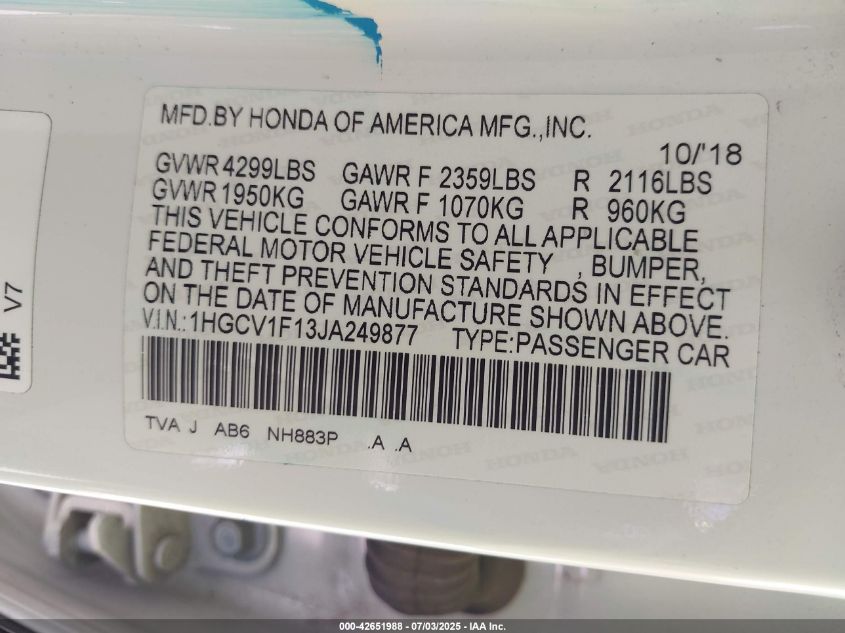 MFD.BY HONDA OF AMERICA MFG.,INC.
10/'18
GVWR 4299LBS GAWR F 2359LBS R 2116LBS
GVWR 1950KG GAWR F 1070KG R 960KG
THIS VEHICLE CONFORMS TO ALL APPLICABLE
FEDERAL MOTOR VEHICLE SAFETY , BUMPER,
AND THEFT PREVENTION STANDARDS IN EFFECT
ON THE DATE OF MANUFACTURE SHOWN ABOVE.
V.I.N.:1HGCV1F13JA249877 TYPE:PASSENGER CAR
TVA J AB6 NH883P .A .A
V7
HONDA HONDA HONDA
000-42651988 - 07/03/2025 - IAA Inc.